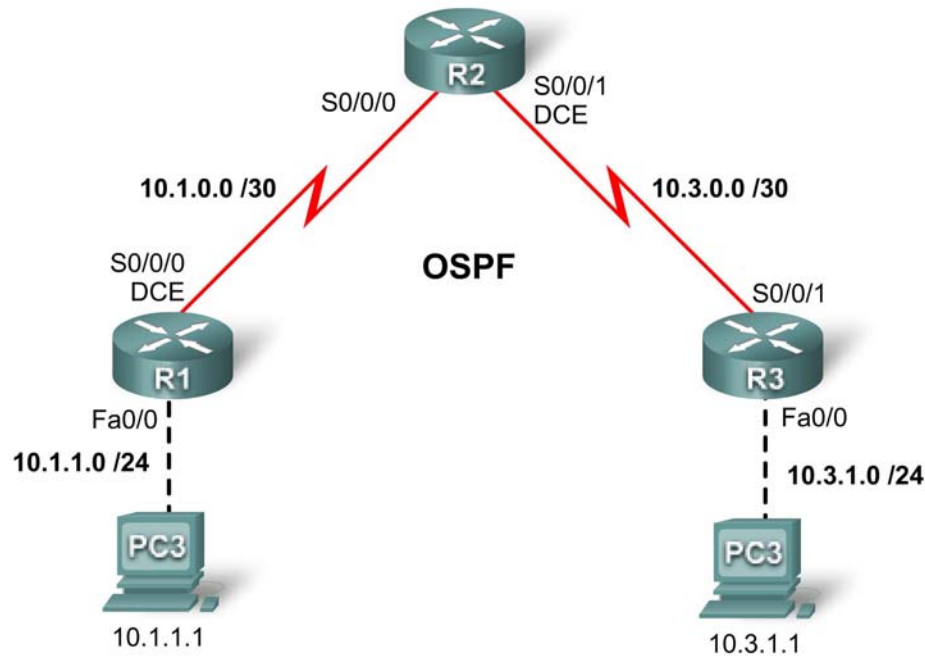 R2
S0/0/0
S0/0/1
DCE
10.1.0.0 /30
10.3.0.0 /30
OSPF
S0/0/0
DCE
S0/0/1
R1
R3
Fa0/0
Fa0/0
10.1.1.0 /24
10.3.1.0 /24
PC3
PC3
10.1.1.1
10.3.1.1